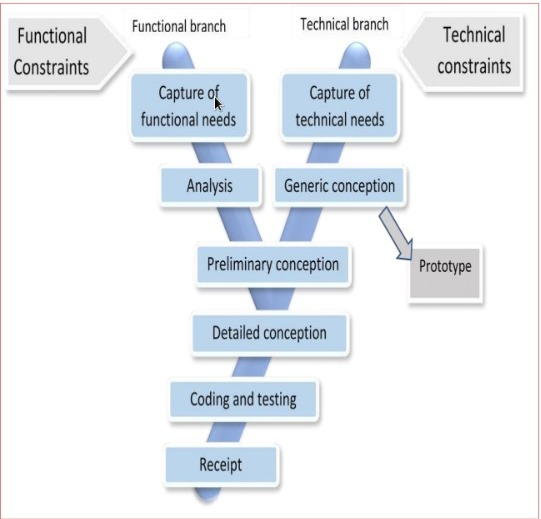 Functional
Constraints
Functional branch
Technical branch
Technical
constraints
Capture of
functional needs
Capture of
technical needs
Analysis
Generic conception
Preliminary conception
Prototype
Detailed conception
Coding and testing
Receipt